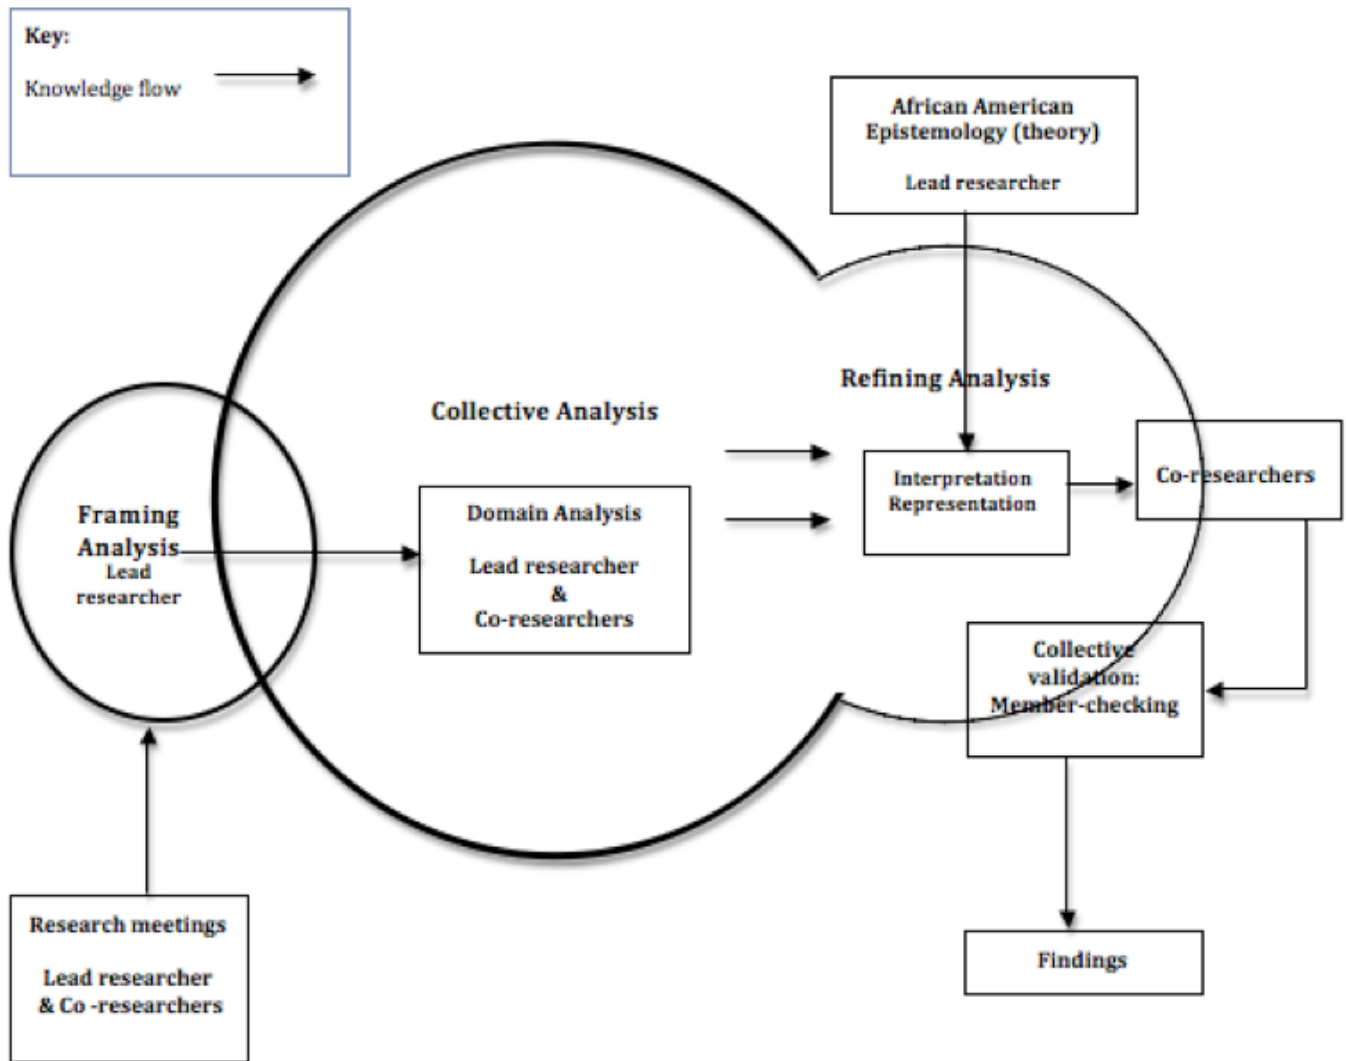 Key:
Knowledge flow
African American
Epistemology (theory)
Lead researcher
Refining Analysis
Collective Analysis
Interpretation
Representation
Co-researchers
Framing
Analysis
Lead
researcher
Domain Analysis
Lead researcher
&
Co-researchers
Collective
validation:
Member-checking
Research meetings
Lead researcher
& Co -researchers
Findings